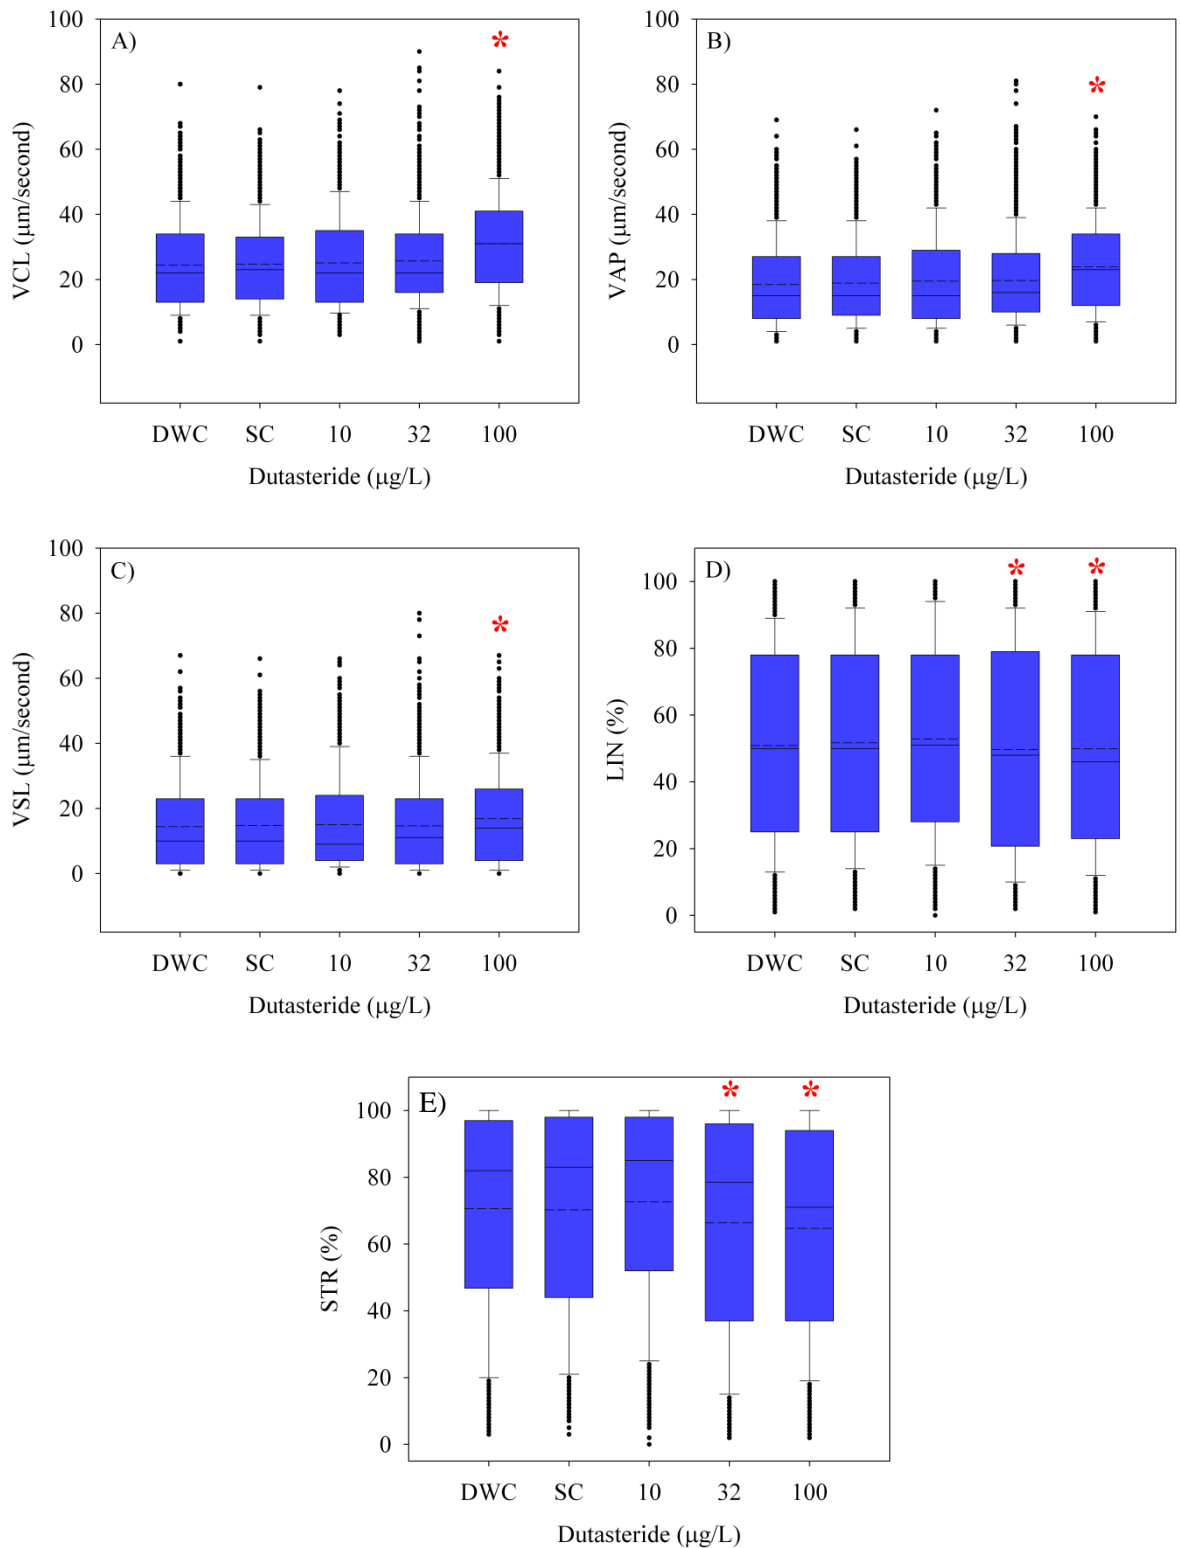 A)
*
100
80
60
40
20
0
VCL (μm/second)
DWC SC 10 32 100
Dutasteride (μg/L)
B)
*
100
80
60
40
20
0
VAP (μm/second)
DWC SC 10 32 100
Dutasteride (μg/L)
C)
*
100
80
60
40
20
0
VSL (μm/second)
DWC SC 10 32 100
Dutasteride (μg/L)
D)
* *
100
80
60
40
20
0
LIN (%)
DWC SC 10 32 100
Dutasteride (μg/L)
E)
* *
100
80
60
40
20
0
STR (%)
DWC SC 10 32 100
Dutasteride (μg/L)